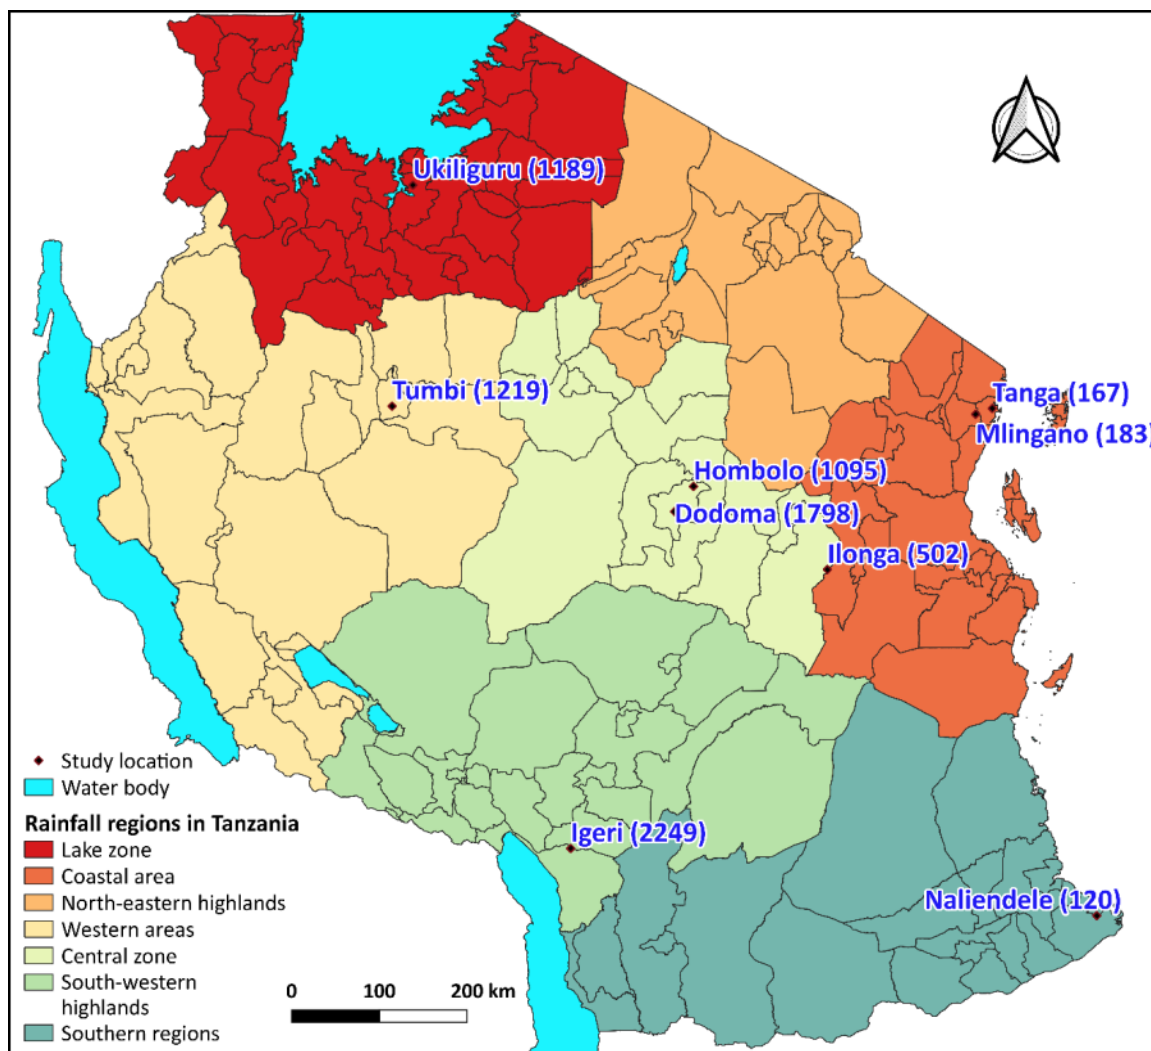 Ukiliguru (1189)
Tumbi (1219)
Tanga (167)
Mlingano (183)
Hombolo (1095)
Dodoma (1798)
Ilonga (502)
Igeri (2249)
Naliendele (120)
Study location
Water body
Rainfall regions in Tanzania
Lake zone
Coastal area
North-eastern highlands
Western areas
Central zone
South-western
highlands
Southern regions
0 100 200 km